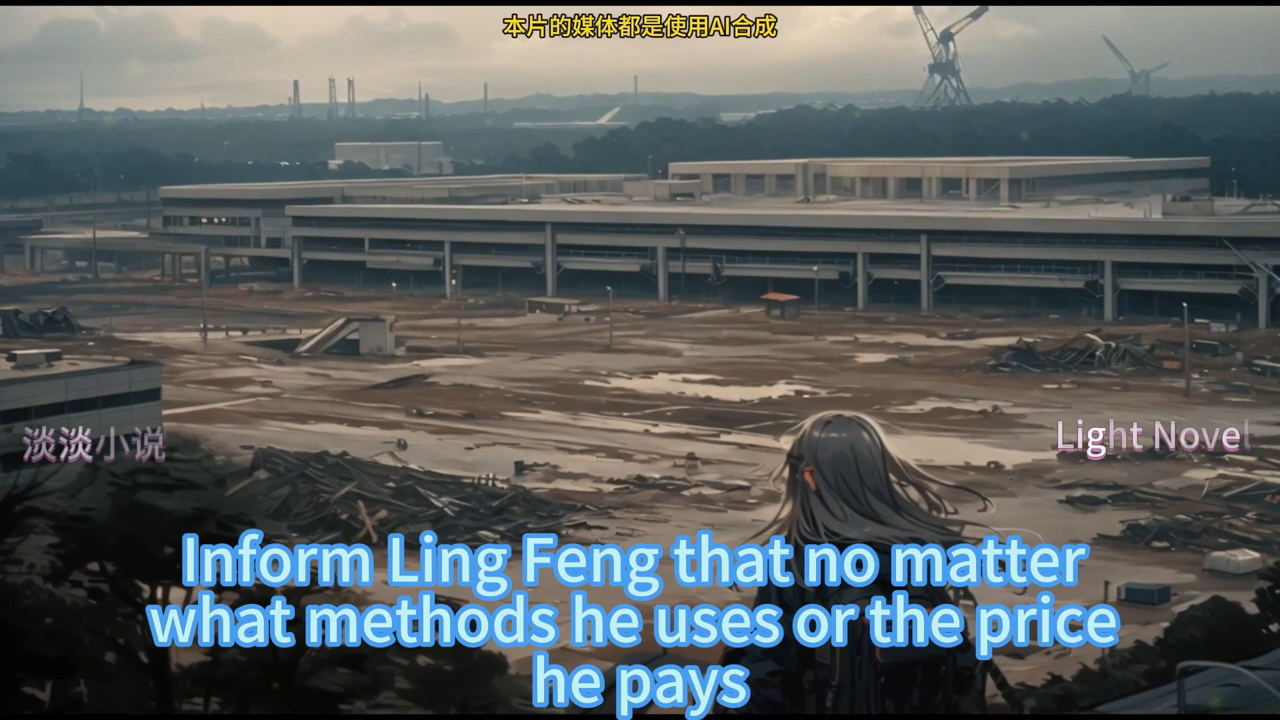 本片的媒体都是使用AI合成
淡淡小说
Light Novel
Inform Ling Feng that no matter
what methods he uses or the price
he pays